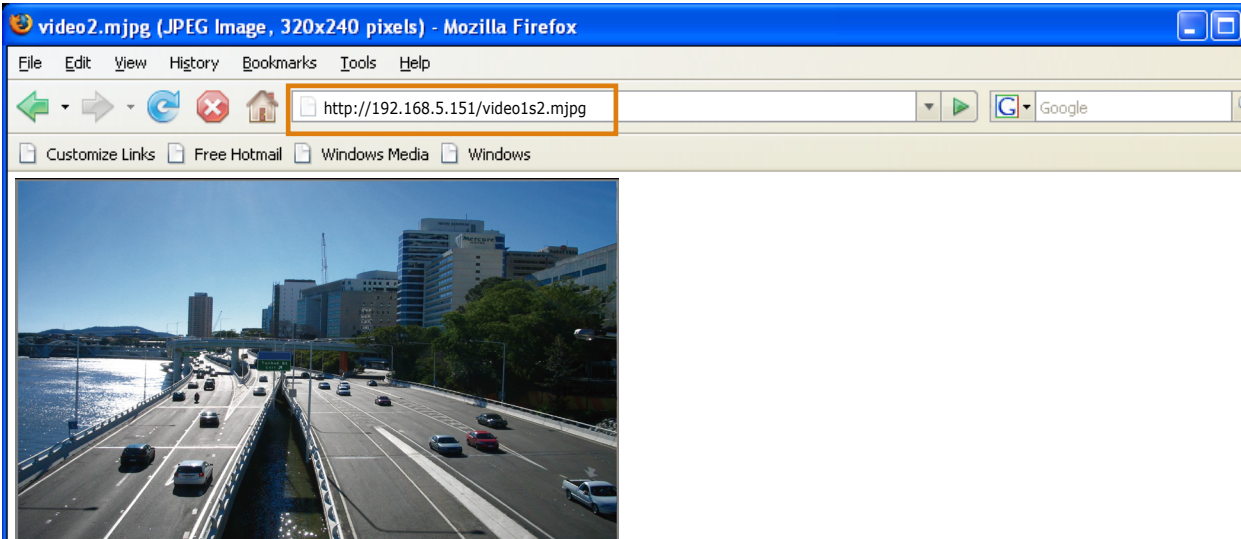 video2.mjpg (JPEG Image, 320x240 pixels) - Mozilla Firefox
File Edit View History Bookmarks Tools Help
http://192.168.5.151/video1s2.mjpg
G Google
Customize Links Free Hotmail Windows Media Windows
Mercure